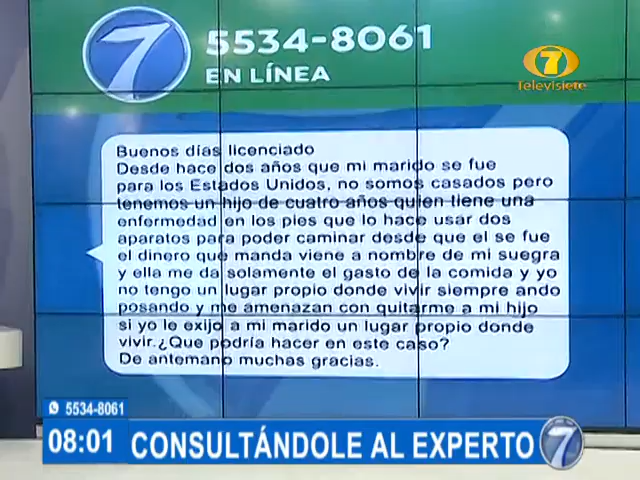 7
5534-8061
EN LÍNEA
7
Televisiete
Buenos días licenciado
Desde hace dos años que mi marido se fue
para los Estados Unidos, no somos casados pero
tenemos un hijo de cuatro años quien tiene una
enfermedad en los pies que lo hace usar dos
aparatos para poder caminar desde que el se fue
el dinero que manda viene a nombre de mi suegra
y ella me da solamente el gasto de la comida y yo
no tengo un lugar propio donde vivir siempre ando
posando y me amenazan con quitarme a mi hijo
si yo le exijo a mi marido un lugar propio donde
vivir.¿Que podría hacer en este caso?
De antemano muchas gracias.
5534-8061
08:01 CONSULTÁNDOLE AL EXPERTO 7